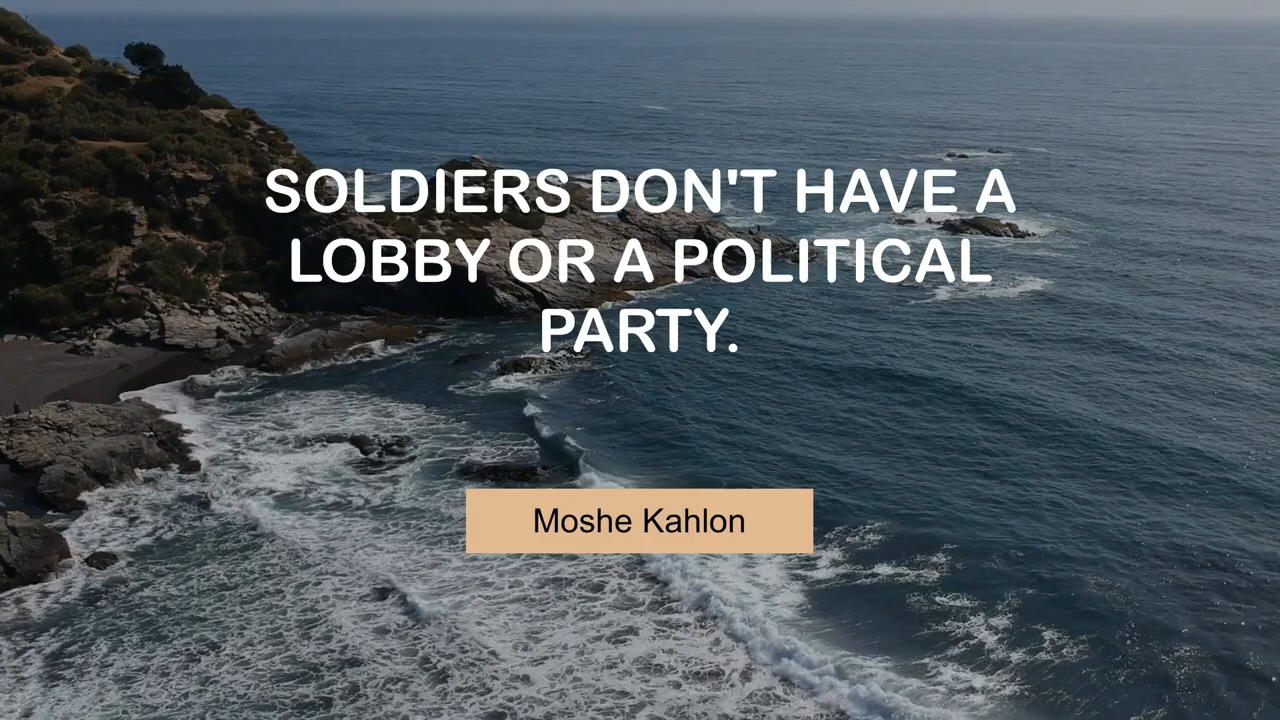 SOLDIERS DON'T HAVE A
LOBBY OR A POLITICAL
PARTY.
Moshe Kahlon